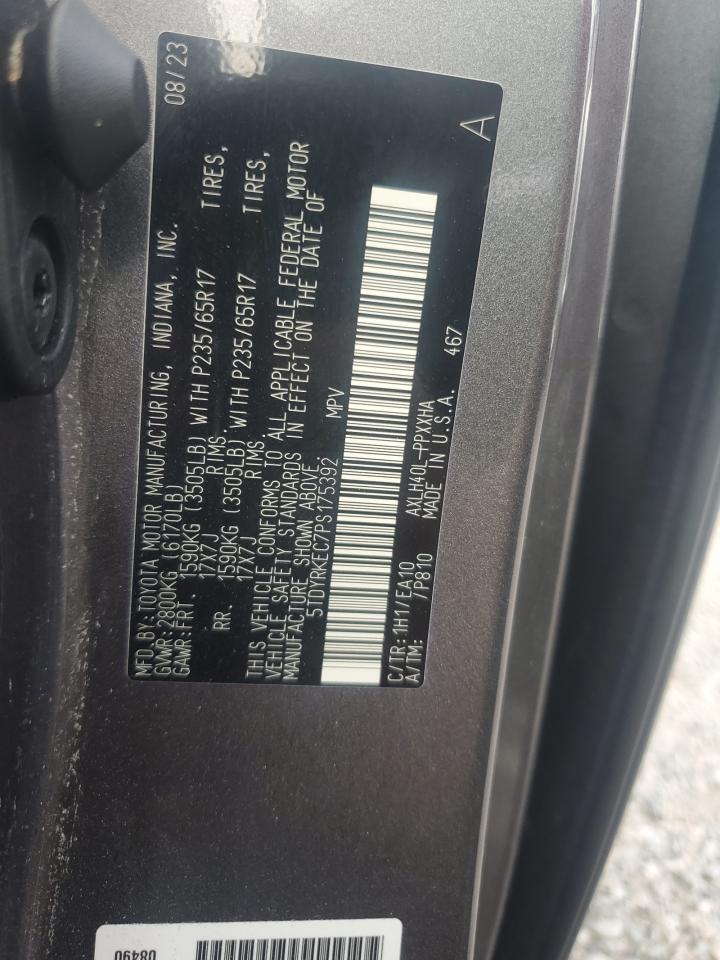 MFD.BY:TOYOTA MOTOR MANUFACTURING, INDIANA, INC. 08/23
GVWR:2800KG (6170LB)
GAWR:FRT 1590KG (3505LB) WITH P235/65R17 TIRES,
17X7J RIMS
RR. 1590KG (3505LB) WITH P235/65R17 TIRES,
17X7J RIMS
THIS VEHICLE CONFORMS TO ALL APPLICABLE FEDERAL MOTOR
VEHICLE SAFETY STANDARDS IN EFFECT ON THE DATE OF
MANUFACTURE SHOWN ABOVE.
5TDYRKEC7PS175392 MPV
A
C/TR:1H1/EA10 AXLH40L-PPXXHA
A/TM: /P810 MADE IN U.S.A. 467
08490